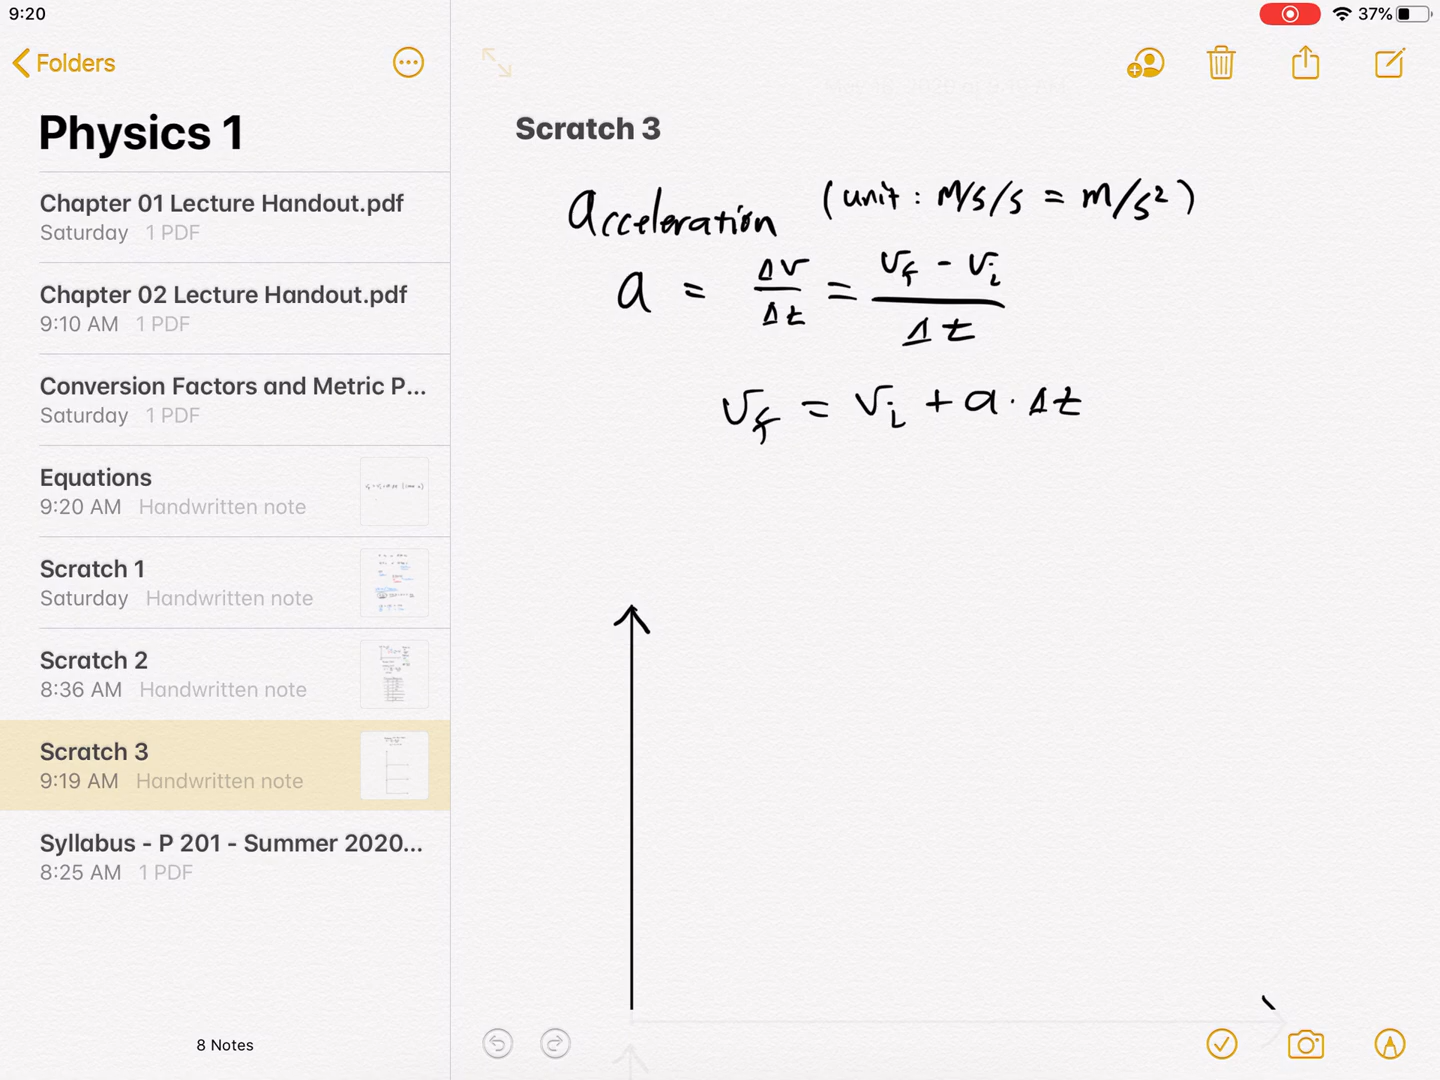 9:20
37%
Folders
Physics 1
Chapter 01 Lecture Handout.pdf
Saturday 1 PDF
Chapter 02 Lecture Handout.pdf
9:10 AM 1 PDF
Conversion Factors and Metric P...
Saturday 1 PDF
Equations
9:20 AM Handwritten note
Scratch 1
Saturday Handwritten note
Scratch 2
8:36 AM Handwritten note
Scratch 3
9:19 AM Handwritten note
Syllabus - P 201 - Summer 2020...
8:25 AM 1 PDF
8 Notes
Scratch 3
acceleration (unit : m/s/s = m/s²)
a = Δv/Δt = (v_f - v_i)/Δt
v_f = v_i + a · Δt